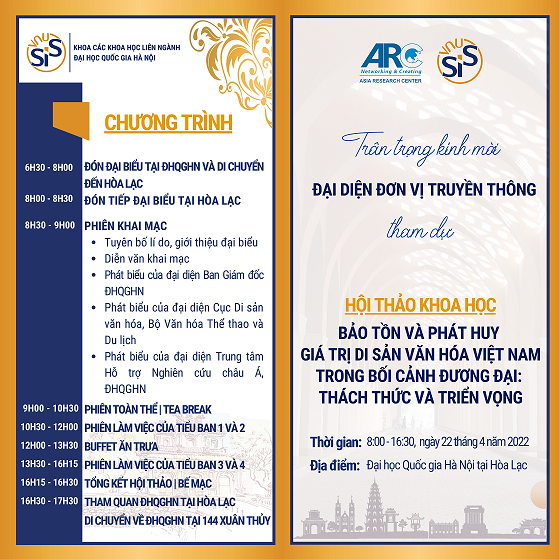 VNU
SIS
KHOA CÁC KHOA HỌC LIÊN NGÀNH
ĐẠI HỌC QUỐC GIA HÀ NỘI
CHƯƠNG TRÌNH
6H30 - 8H00 ĐÓN ĐẠI BIỂU TẠI ĐHQGHN VÀ DI CHUYỂN
ĐẾN HÒA LẠC
8H00 - 8H30 ĐÓN TIẾP ĐẠI BIỂU TẠI HÒA LẠC
8H30 - 9H00 PHIÊN KHAI MẠC
• Tuyên bố lí do, giới thiệu đại biểu
• Diễn văn khai mạc
• Phát biểu của đại diện Ban Giám đốc
ĐHQGHN
• Phát biểu của đại diện Cục Di sản
văn hóa, Bộ Văn hóa Thể thao và
Du lịch
• Phát biểu của đại diện Trung tâm
Hỗ trợ Nghiên cứu châu Á,
ĐHQGHN
9H00 - 10H30 PHIÊN TOÀN THỂ | TEA BREAK
10H30 - 12H00 PHIÊN LÀM VIỆC CỦA TIỂU BAN 1 VÀ 2
12H00 - 13H30 BUFFET ĂN TRƯA
13H30 - 16H15 PHIÊN LÀM VIỆC CỦA TIỂU BAN 3 VÀ 4
16H15 - 16H30 TỔNG KẾT HỘI THẢO | BẾ MẠC
16H30 - 17H30 THAM QUAN ĐHQGHN TẠI HÒA LẠC
DI CHUYỂN VỀ ĐHQGHN TẠI 144 XUÂN THỦY
ARC
Networking & Creating
ASIA RESEARCH CENTER
VNU
SIS
Trân trọng kính mời
ĐẠI DIỆN ĐƠN VỊ TRUYỀN THÔNG
tham dự
HỘI THẢO KHOA HỌC
BẢO TỒN VÀ PHÁT HUY
GIÁ TRỊ DI SẢN VĂN HÓA VIỆT NAM
TRONG BỐI CẢNH ĐƯƠNG ĐẠI:
THÁCH THỨC VÀ TRIỂN VỌNG
Thời gian: 8:00 -16:30, ngày 22 tháng 4 năm 2022
Địa điểm: Đại học Quốc gia Hà Nội tại Hòa Lạc